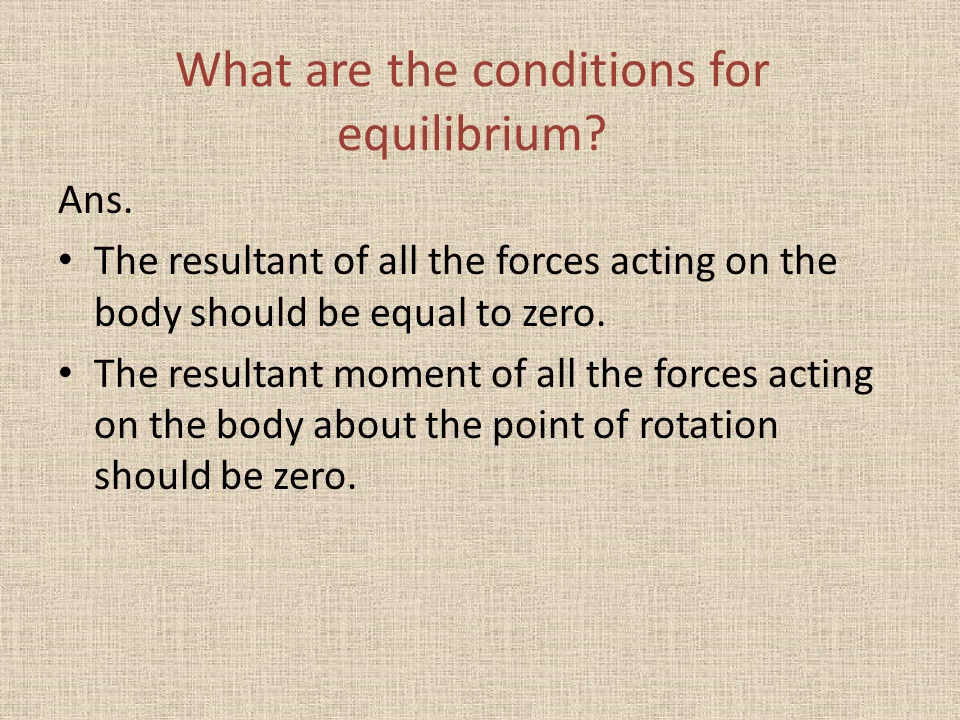 What are the conditions for
equilibrium?
Ans.
• The resultant of all the forces acting on the
body should be equal to zero.
• The resultant moment of all the forces acting
on the body about the point of rotation
should be zero.